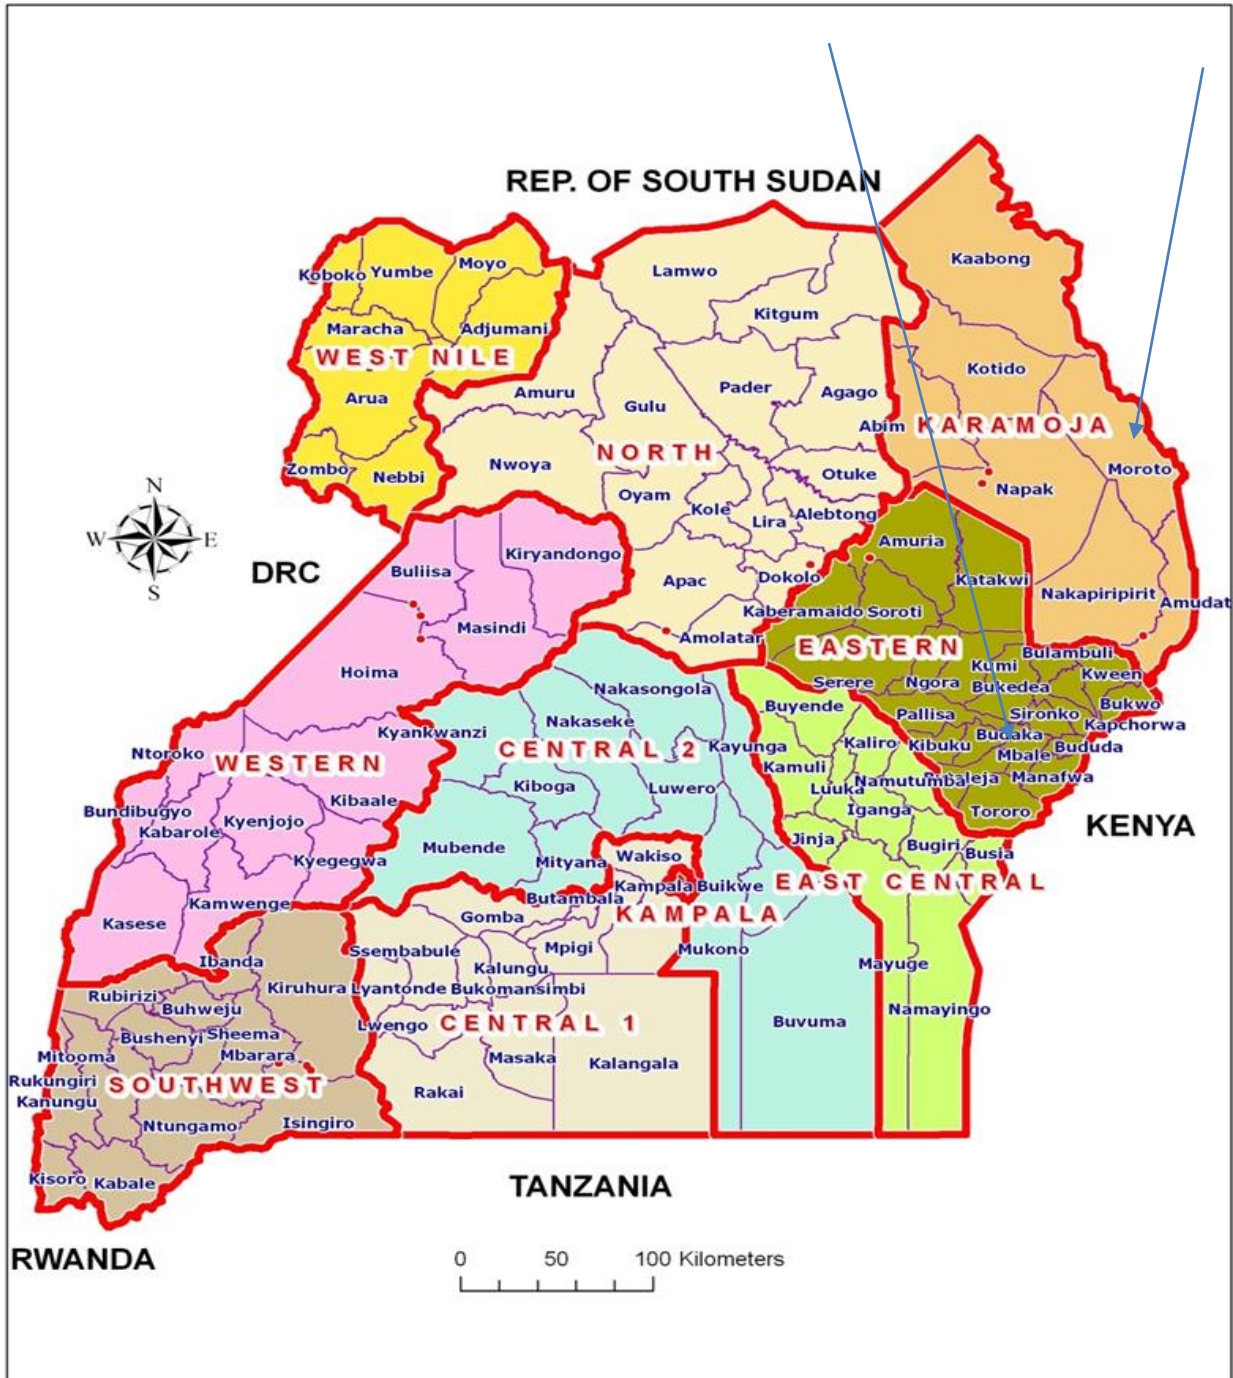 REP. OF SOUTH SUDAN
Kaabong
Koboko
Yumbe
Moyo
Lamwo
Kitgum
Maracha
Adjumani
WEST NILE
Kotido
Arua
Amuru
Gulu
Pader
Agago
Abim
KARAMOJA
Zombo
Nebbi
Nwoya
NORTH
Otuke
Moroto
Oyam
Kole
Lira
Alebtong
Napak
N
W
E
S
DRC
Buliisa
Kiryandongo
Amuria
Apac
Dokolo
Katakwi
Nakapiripirit
Amudat
Masindi
Kaberamaido
Soroti
Amolatar
EASTERN
Hoima
Nakasongola
Serere
Ngora
Kumi
Bukedea
Bulambuli
Kween
Bukwo
Kapchorwa
Kyankwanzi
Nakaseke
Buyende
Pallisa
Sironko
Budaka
Bududa
Ntoroko
WESTERN
CENTRAL 2
Kayunga
Kamuli
Kaliro
Kibuku
Mbale
Manafwa
Bundibugyo
Kabarole
Kyenjojo
Kibaale
Kiboga
Luwero
Luuka
Namutumba
Iganga
Tororo
KENYA
Kyegegwa
Mubende
Mityana
Wakiso
Jinja
Bugiri
Busia
Kasese
Kamwenge
Butambala
Kampala
Buikwe
EAST CENTRAL
Gomba
KAMPALA
Ibanda
Ssembabule
Mpigi
Mukono
Mayuge
Rubirizi
Kiruhura
Lyantonde
Kalungu
Bukomansimbi
Buhweju
Namayingo
Bushenyi
Sheema
Lwengo
CENTRAL 1
Buvuma
Mitooma
Mbarara
Masaka
Kalangala
Rukungiri
SOUTHWEST
Kanungu
Rakai
Ntungamo
Isingiro
Kisoro
Kabale
TANZANIA
RWANDA
0 50 100 Kilometers